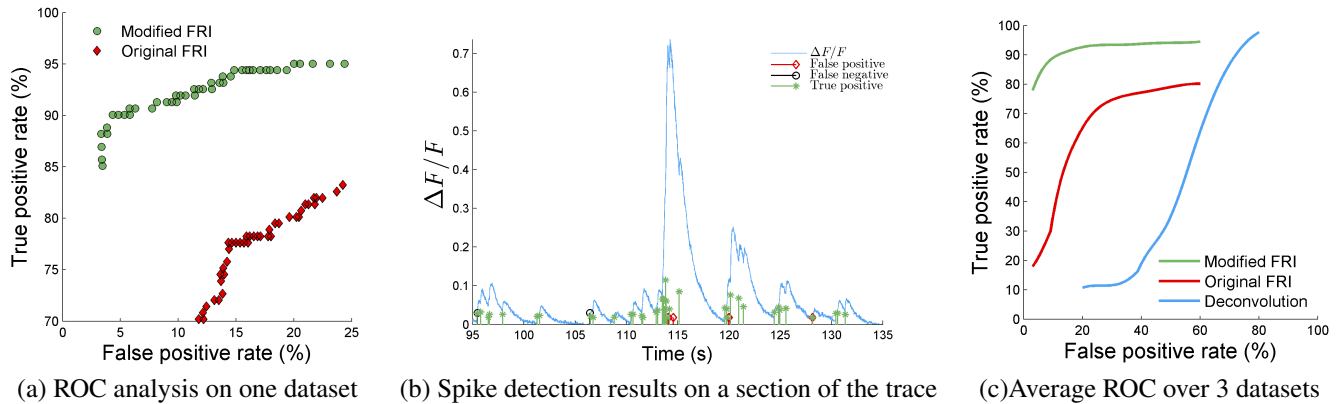 100
95
90
85
80
75
70
True positive rate (%)
Modified FRI
Original FRI
0 5 10 15 20 25
False positive rate (%)
(a) ROC analysis on one dataset
0.7
0.6
0.5
0.4
0.3
0.2
0.1
0
ΔF/F
ΔF/F
False positive
False negative
True positive
95 100 105 110 115 120 125 130 135
Time (s)
(b) Spike detection results on a section of the trace
100
90
80
70
60
50
40
30
20
10
0
True positive rate (%)
Modified FRI
Original FRI
Deconvolution
0 20 40 60 80 100
False positive rate (%)
(c)Average ROC over 3 datasets